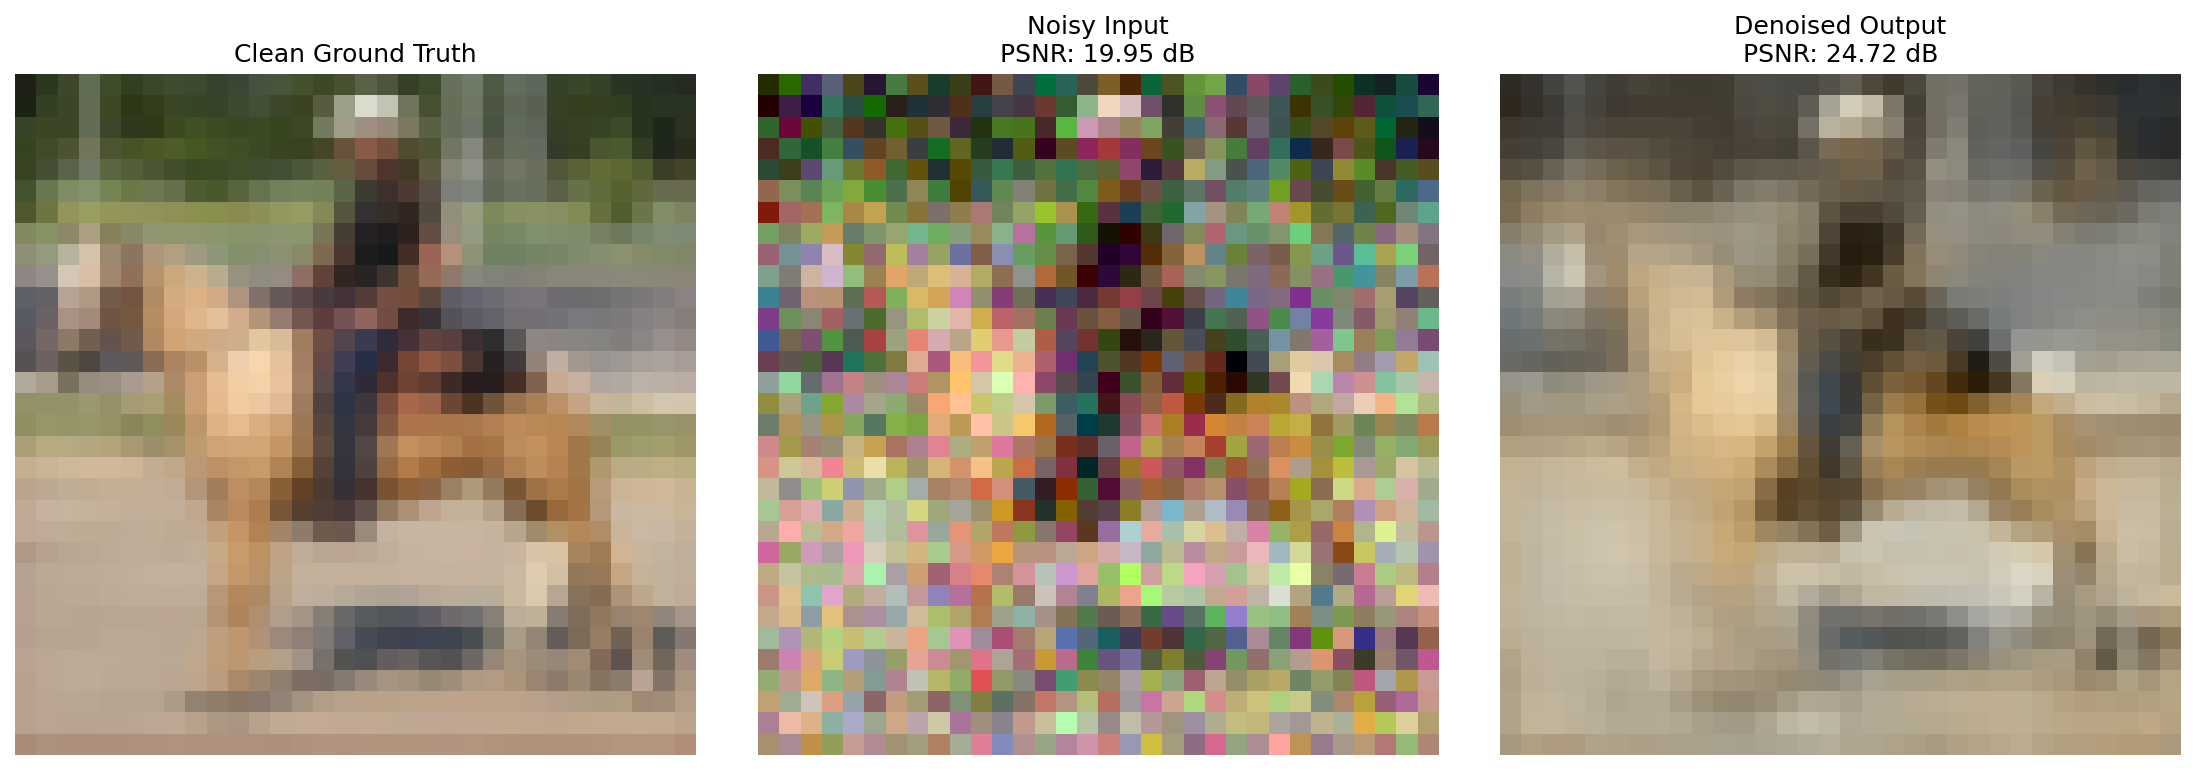 Clean Ground Truth
Noisy Input
PSNR: 19.95 dB
Denoised Output
PSNR: 24.72 dB